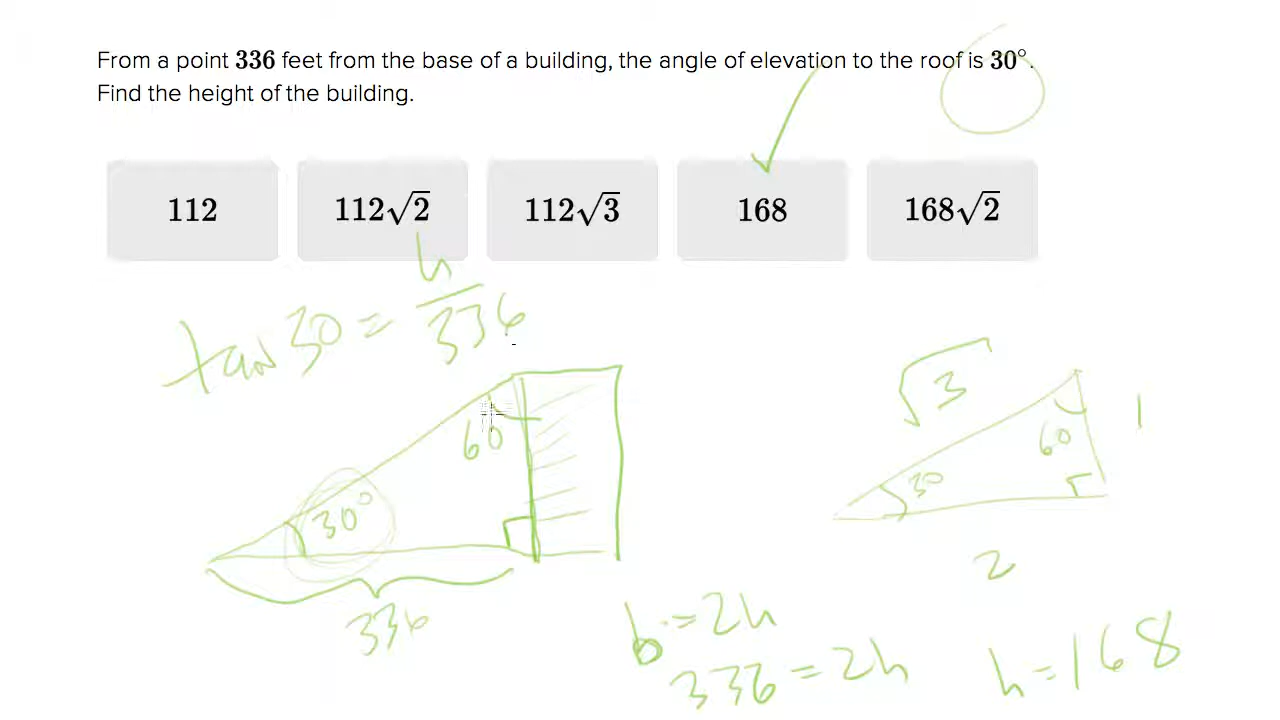 From a point 336 feet from the base of a building, the angle of elevation to the roof is 30°.
Find the height of the building.
112
112√2
112√3
168
168√2
tan 30 = h/336
√3
1
60
60
30
30°
2
336
b = 2h
336 = 2h
h = 168